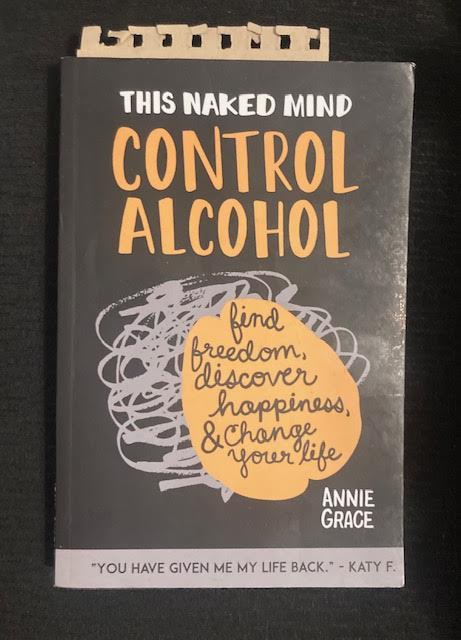 THIS NAKED MIND
CONTROL
ALCOHOL
find
freedom,
discover
happiness,
& change
your life
ANNIE
GRACE
"YOU HAVE GIVEN ME MY LIFE BACK." - KATY F.